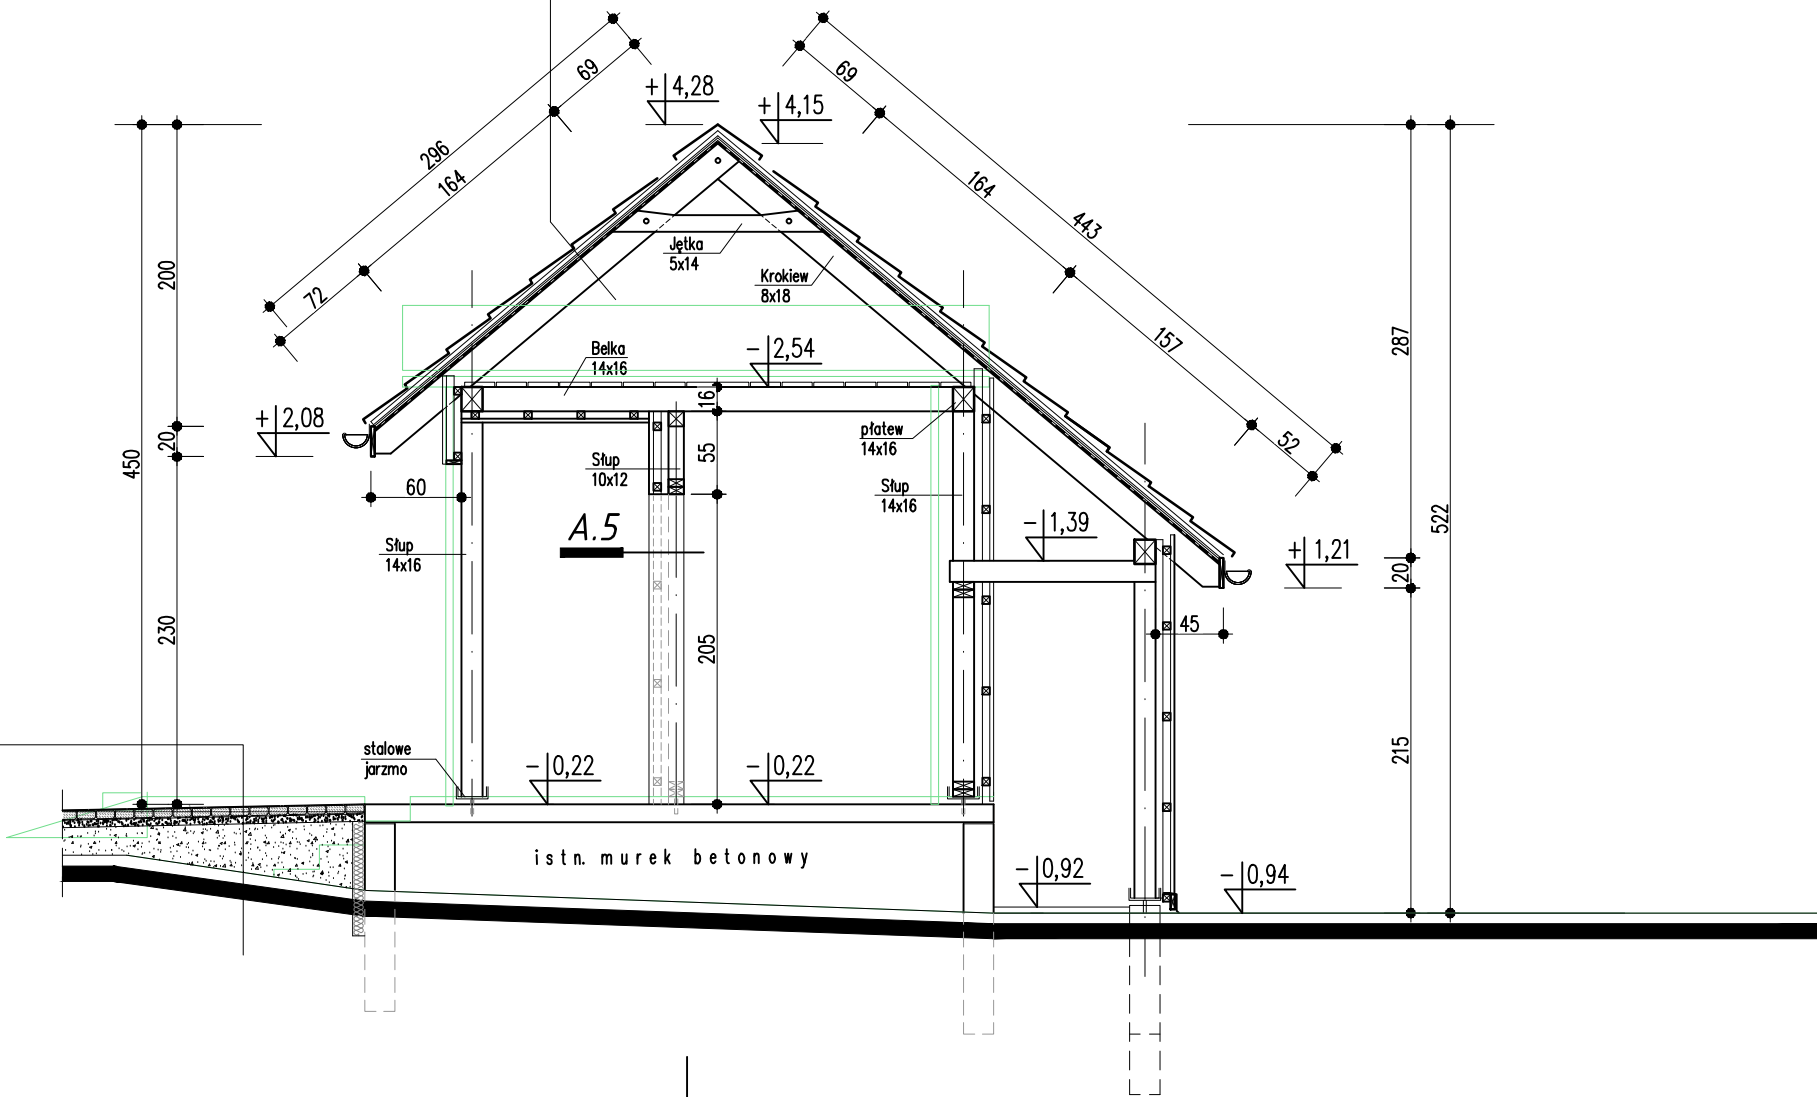 69
+ 4,28
+ 4,15
69
296
164
164
443
200
72
Jętka
5x14
Krokiew
8x18
287
157
Belka
14x16
- 2,54
16
+ 2,08
20
450
płatew
14x16
52
55
Słup
10x12
60
Słup
14x16
522
A.5
- 1,39
Słup
14x16
+ 1,21
20
230
205
45
215
stalowe
jarzmo
- 0,22
- 0,22
istn. murek betonowy
- 0,92
- 0,94